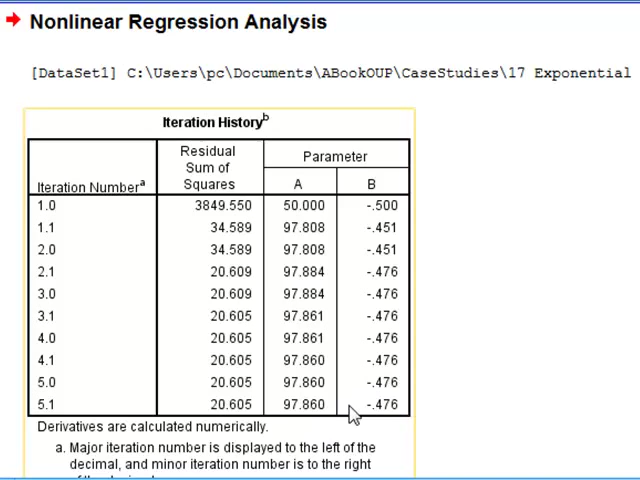 Nonlinear Regression Analysis
[DataSet1] C:\Users\pc\Documents\ABookOUP\CaseStudies\17 Exponential
Iteration Historyb
Iteration Numbera Residual Sum of Squares Parameter
A B
1.0 3849.550 50.000 -.500
1.1 34.589 97.808 -.451
2.0 34.589 97.808 -.451
2.1 20.609 97.884 -.476
3.0 20.609 97.884 -.476
3.1 20.605 97.861 -.476
4.0 20.605 97.861 -.476
4.1 20.605 97.860 -.476
5.0 20.605 97.860 -.476
5.1 20.605 97.860 -.476
Derivatives are calculated numerically.
a. Major iteration number is displayed to the left of the
decimal, and minor iteration number is to the right